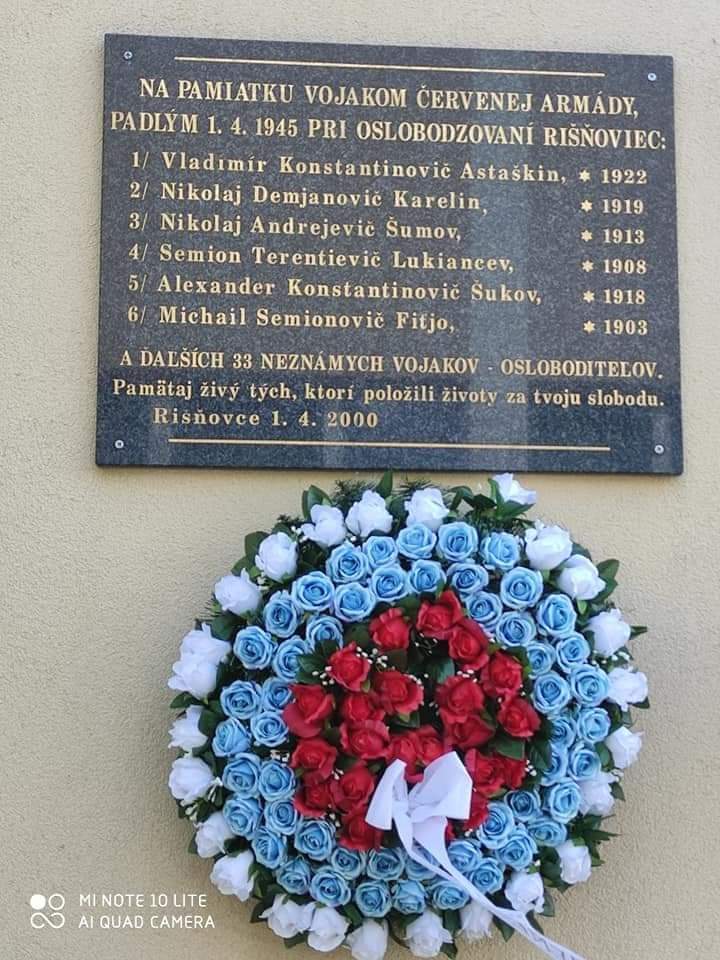 NA PAMIATKU VOJAKOM ČERVENEJ ARMÁDY,
PADLÝM 1. 4. 1945 PRI OSLOBODZOVANÍ RIŠŇOVIEC:
1/ Vladimír Konstantinovič Astaškin, * 1922
2/ Nikolaj Demjanovič Karelin, * 1919
3/ Nikolaj Andrejevič Šumov, * 1913
4/ Semion Terentievič Lukiancev, * 1908
5/ Alexander Konstantinovič Šukov, * 1918
6/ Michail Semionovič Fiťjo, * 1903
A ĎAĽŠÍCH 33 NEZNÁMYCH VOJAKOV - OSLOBODITEĽOV.
Pamätaj živý tých, ktorí položili životy za tvoju slobodu.
Rišňovce 1. 4. 2000
MI NOTE 10 LITE
AI QUAD CAMERA